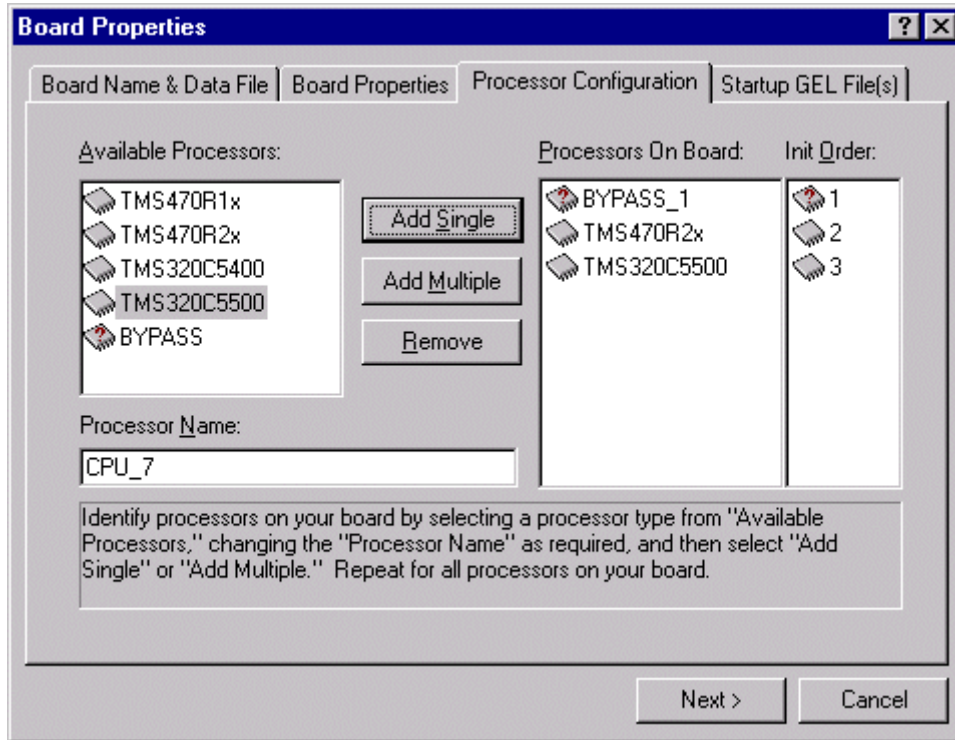 Board Properties
Board Name & Data File Board Properties Processor Configuration Startup GEL File(s)
Available Processors:
TMS470R1x
TMS470R2x
TMS320C5400
TMS320C5500
BYPASS
Add Single
Add Multiple
Remove
Processors On Board: Init Order:
BYPASS_1 1
TMS470R2x 2
TMS320C5500 3
Processor Name:
CPU_7
Identify processors on your board by selecting a processor type from "Available
Processors," changing the "Processor Name" as required, and then select "Add
Single" or "Add Multiple." Repeat for all processors on your board.
Next > Cancel